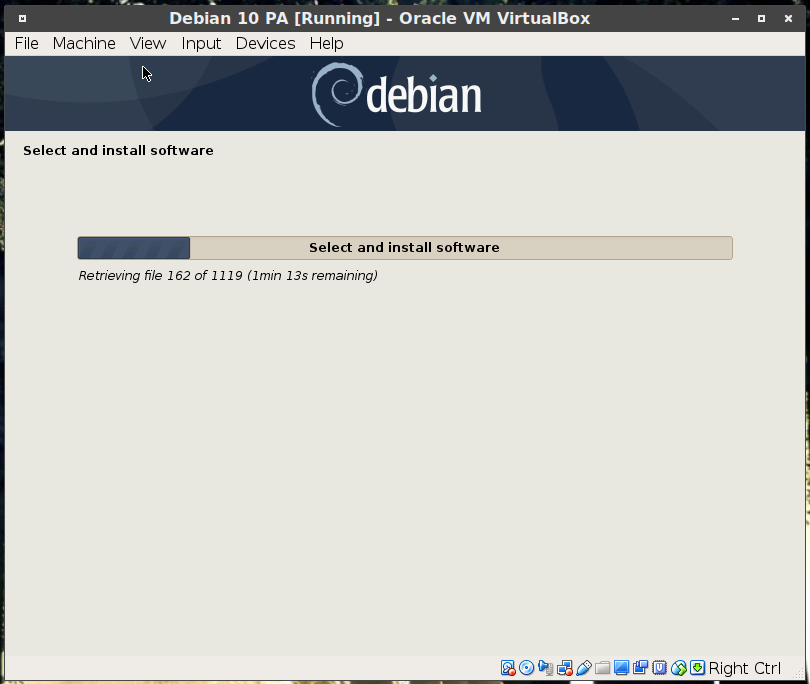 Debian 10 PA [Running] - Oracle VM VirtualBox
File Machine View Input Devices Help
debian
Select and install software
Select and install software
Retrieving file 162 of 1119 (1min 13s remaining)
Right Ctrl